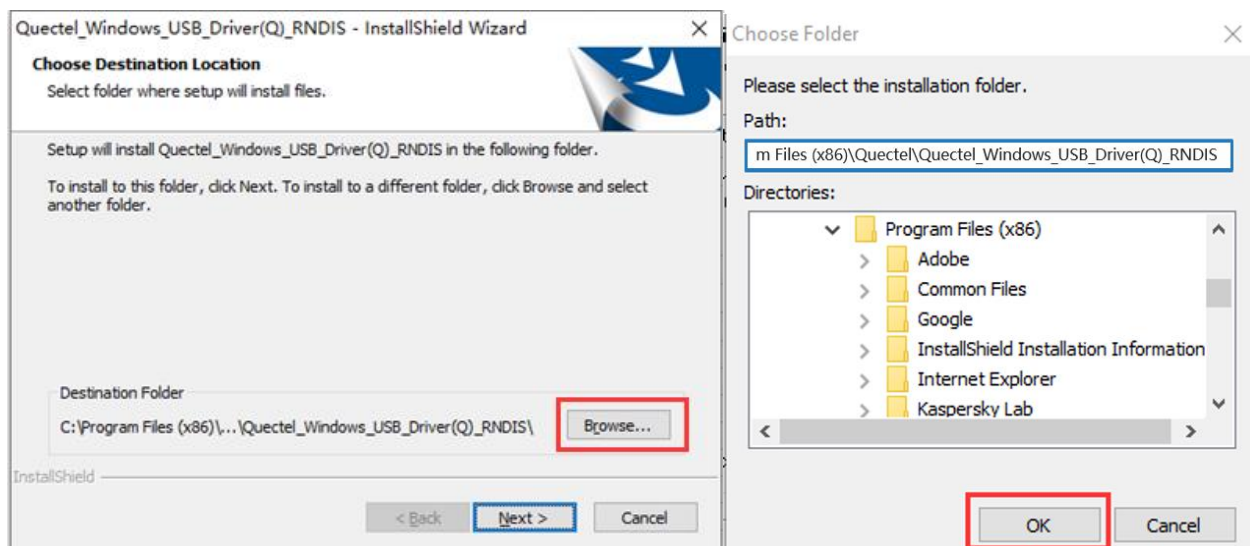 Quectel_Windows_USB_Driver(Q)_RNDIS - InstallShield Wizard
Choose Destination Location
Select folder where setup will install files.
Setup will install Quectel_Windows_USB_Driver(Q)_RNDIS in the following folder.
To install to this folder, click Next. To install to a different folder, click Browse and select
another folder.
Destination Folder
C:\Program Files (x86)\...\Quectel_Windows_USB_Driver(Q)_RNDIS\
Browse...
InstallShield
< Back
Next >
Cancel
Choose Folder
Please select the installation folder.
Path:
m Files (x86)\Quectel\Quectel_Windows_USB_Driver(Q)_RNDIS
Directories:
Program Files (x86)
Adobe
Common Files
Google
InstallShield Installation Information
Internet Explorer
Kaspersky Lab
OK
Cancel